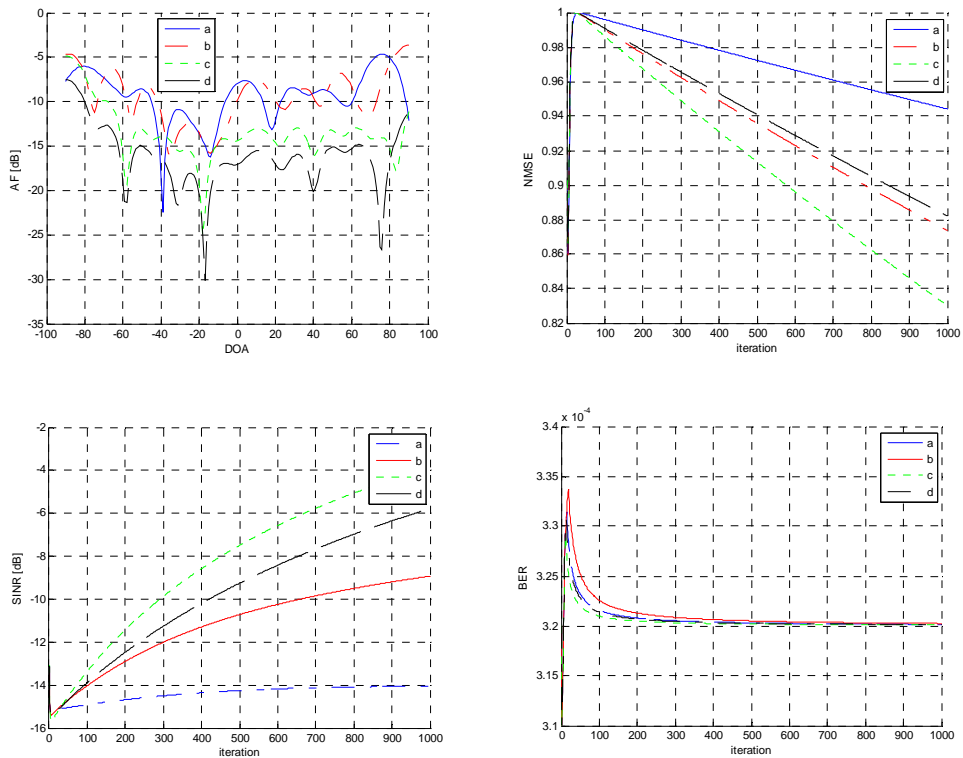 0
-5
-10
-15
-20
-25
-30
-35
AF [dB]
-100 -80 -60 -40 -20 0 20 40 60 80 100
DOA
a
b
c
d
1
0.98
0.96
0.94
0.92
0.9
0.88
0.86
0.84
0.82
NMSE
0 100 200 300 400 500 600 700 800 900 1000
iteration
a
b
c
d
-2
-4
-6
-8
-10
-12
-14
-16
SINR [dB]
0 100 200 300 400 500 600 700 800 900 1000
iteration
a
b
c
d
x 10^-4
3.4
3.35
3.3
3.25
3.2
3.15
3.1
BER
0 100 200 300 400 500 600 700 800 900 1000
iteration
a
b
c
d